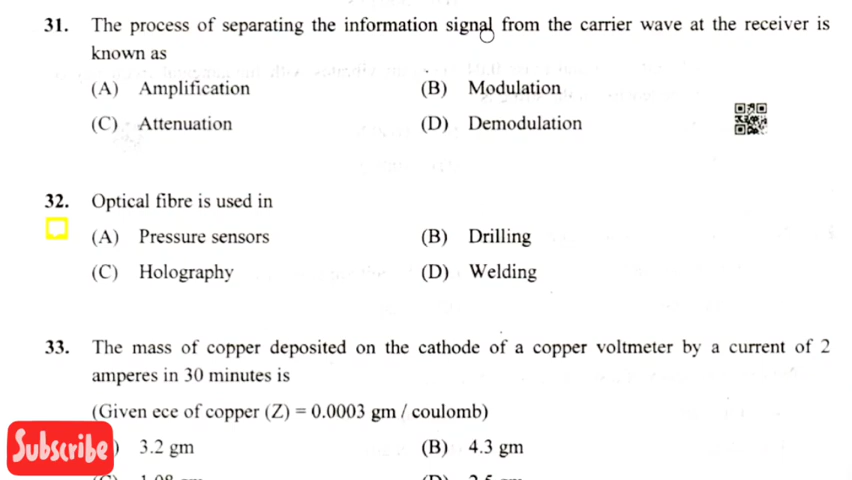 31. The process of separating the information signal from the carrier wave at the receiver is
known as
(A) Amplification (B) Modulation
(C) Attenuation (D) Demodulation
32. Optical fibre is used in
(A) Pressure sensors (B) Drilling
(C) Holography (D) Welding
33. The mass of copper deposited on the cathode of a copper voltmeter by a current of 2
amperes in 30 minutes is
(Given ece of copper (Z) = 0.0003 gm / coulomb)
Subscribe ) 3.2 gm (B) 4.3 gm